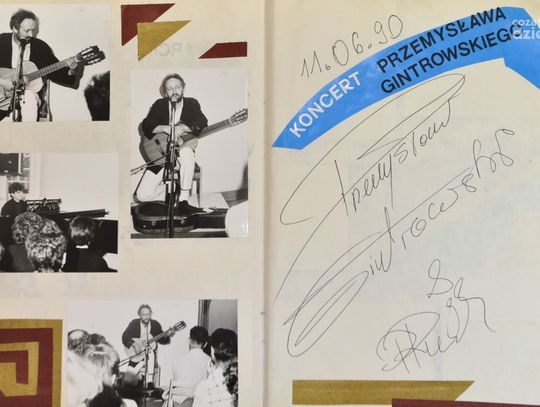 11.06.90
KONCERT PRZEMYSŁAWA
GINTROWSKIEGO
Przemysław
Gintrowski